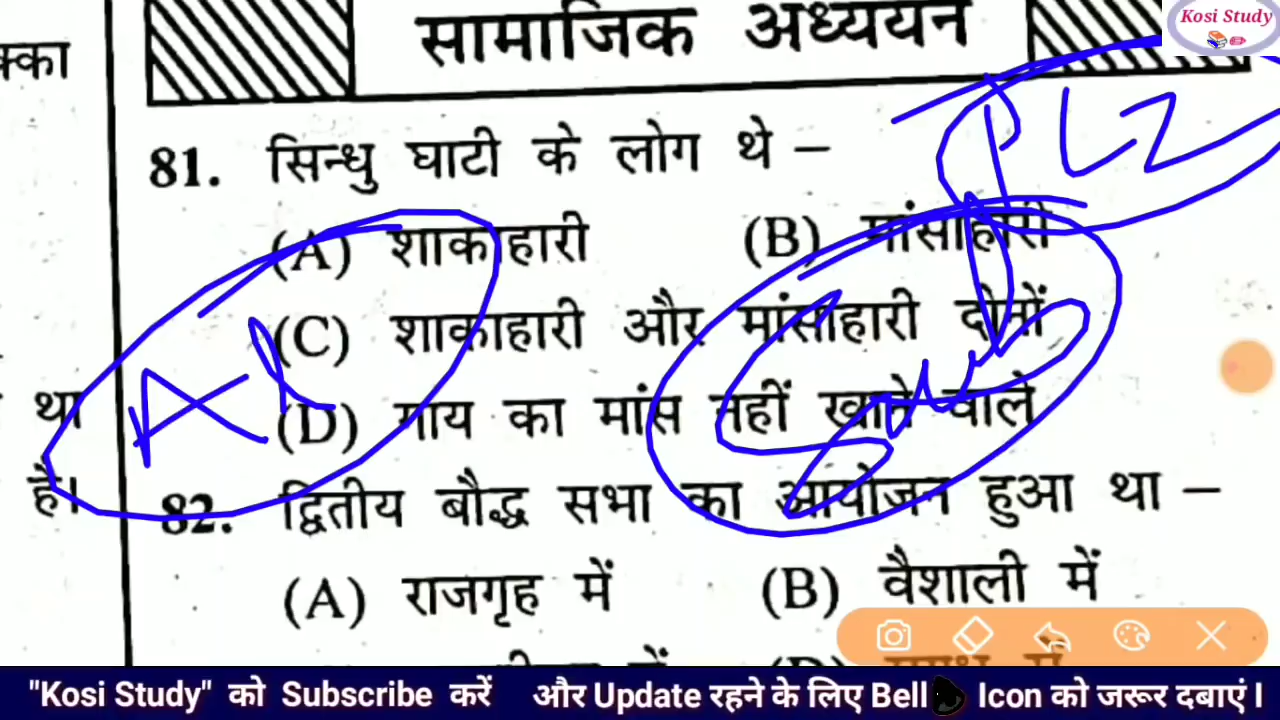 सामाजिक अध्ययन
Kosi Study
क्का
81. सिन्धु घाटी के लोग थे –
PLZ
(A) शाकाहारी (B) मांसाहारी
(C) शाकाहारी और मांसाहारी दोनों
था
(D) गाय का मांस नहीं खाने वाले
है।
82. द्वितीय बौद्ध सभा का आयोजन हुआ था –
(A) राजगृह में (B) वैशाली में
"Kosi Study" को Subscribe करें और Update रहने के लिए Bell Icon को जरूर दबाएं I